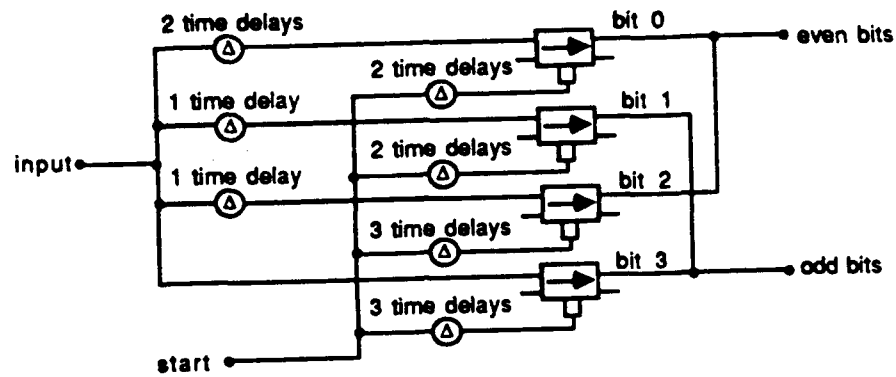 2 time delays
Δ
bit 0
even bits
2 time delays
Δ
1 time delay
Δ
bit 1
2 time delays
Δ
input
1 time delay
Δ
bit 2
3 time delays
Δ
bit 3
odd bits
3 time delays
Δ
start